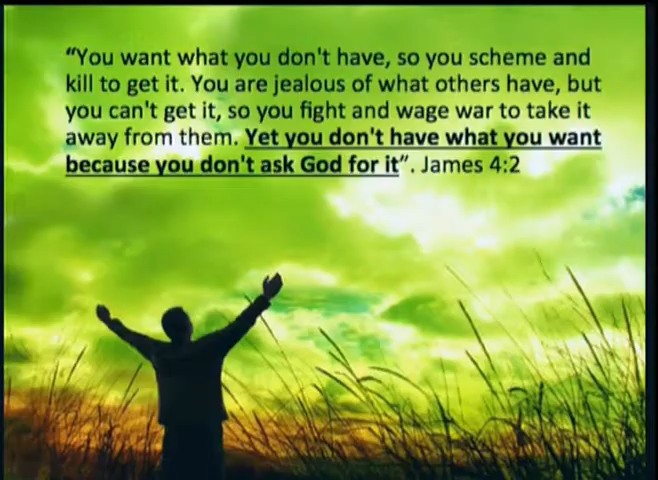 “You want what you don't have, so you scheme and
kill to get it. You are jealous of what others have, but
you can't get it, so you fight and wage war to take it
away from them. Yet you don't have what you want
because you don't ask God for it”. James 4:2